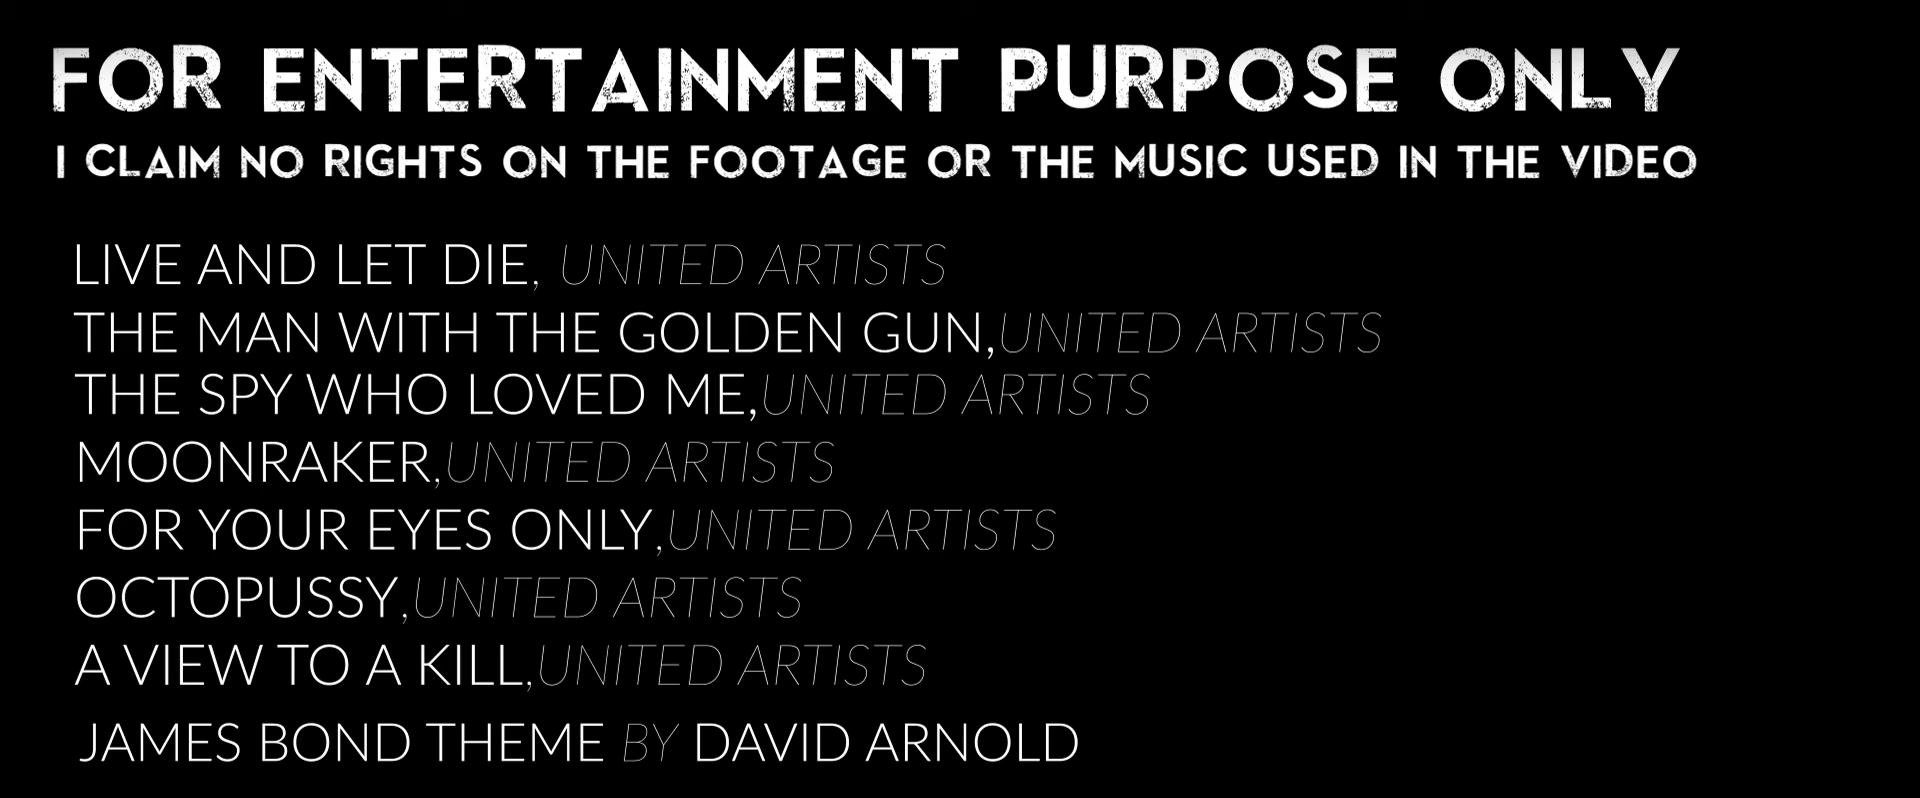 FOR ENTERTAINMENT PURPOSE ONLY
I CLAIM NO RIGHTS ON THE FOOTAGE OR THE MUSIC USED IN THE VIDEO
LIVE AND LET DIE, UNITED ARTISTS
THE MAN WITH THE GOLDEN GUN,UNITED ARTISTS
THE SPY WHO LOVED ME,UNITED ARTISTS
MOONRAKER,UNITED ARTISTS
FOR YOUR EYES ONLY,UNITED ARTISTS
OCTOPUSSY,UNITED ARTISTS
A VIEW TO A KILL,UNITED ARTISTS
JAMES BOND THEME BY DAVID ARNOLD